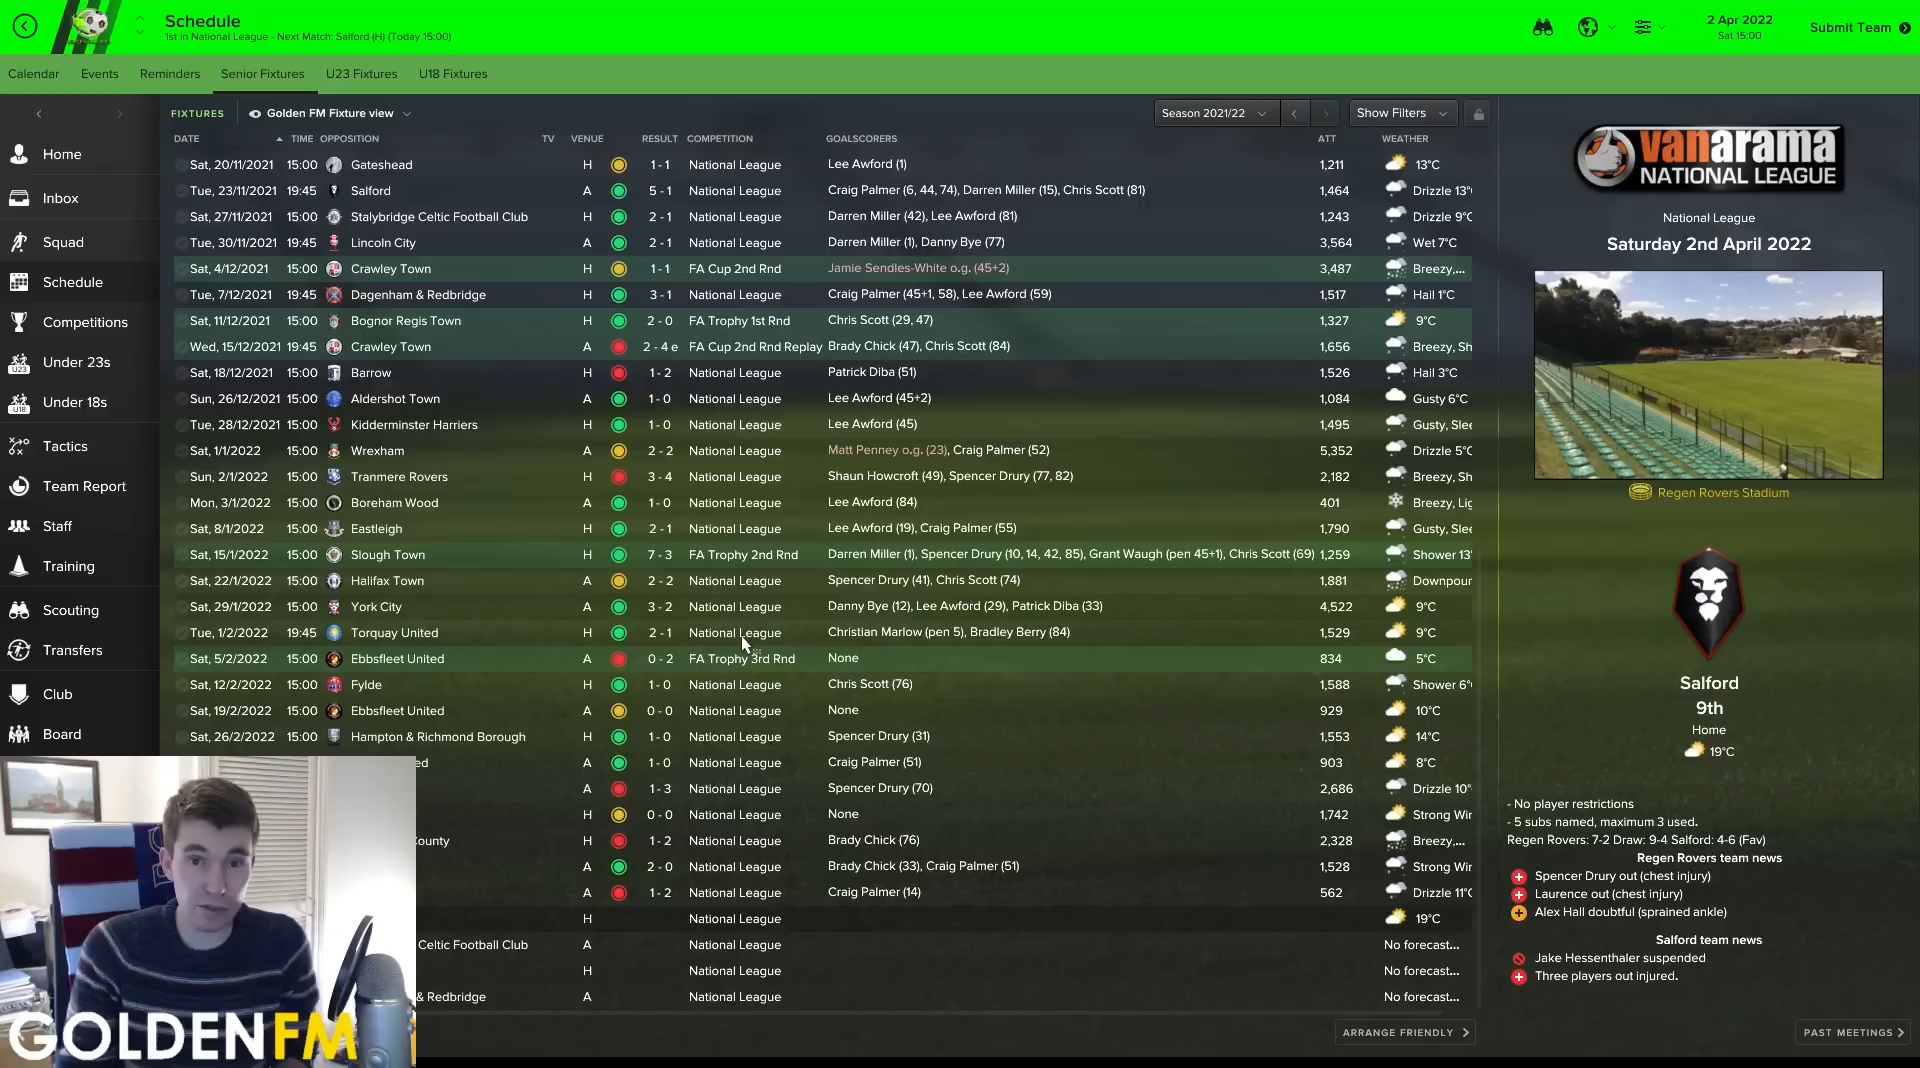 Schedule
1st in National League - Next Match: Salford (H) (Today 15:00)
2 Apr 2022
Sat 15:00
Submit Team
Calendar Events Reminders Senior Fixtures U23 Fixtures U18 Fixtures
FIXTURES Golden FM Fixture view Season 2021/22 Show Filters
DATE TIME OPPOSITION TV VENUE RESULT COMPETITION GOALSCORERS ATT WEATHER
Sat, 20/11/2021 15:00 Gateshead H 1-1 National League Lee Awford (1) 1,211 13°C
Tue, 23/11/2021 19:45 Salford A 5-1 National League Craig Palmer (6, 44, 74), Darren Miller (15), Chris Scott (81) 1,464 Drizzle 13°
Sat, 27/11/2021 15:00 Stalybridge Celtic Football Club H 2-1 National League Darren Miller (42), Lee Awford (81) 1,243 Drizzle 9°C
Tue, 30/11/2021 19:45 Lincoln City A 2-1 National League Darren Miller (1), Danny Bye (77) 3,564 Wet 7°C
Sat, 4/12/2021 15:00 Crawley Town H 1-1 FA Cup 2nd Rnd Jamie Sendles-White o.g. (45+2) 3,487 Breezy,...
Tue, 7/12/2021 19:45 Dagenham & Redbridge H 3-1 National League Craig Palmer (45+1, 58), Lee Awford (59) 1,517 Hail 1°C
Sat, 11/12/2021 15:00 Bognor Regis Town H 2-0 FA Trophy 1st Rnd Chris Scott (29, 47) 1,327 9°C
Wed, 15/12/2021 19:45 Crawley Town A 2-4 e FA Cup 2nd Rnd Replay Brady Chick (47), Chris Scott (84) 1,656 Breezy, Sh
Sat, 18/12/2021 15:00 Barrow H 1-2 National League Patrick Diba (51) 1,526 Hail 3°C
Sun, 26/12/2021 15:00 Aldershot Town A 1-0 National League Lee Awford (45+2) 1,084 Gusty 6°C
Tue, 28/12/2021 15:00 Kidderminster Harriers H 1-0 National League Lee Awford (45) 1,495 Gusty, Slee
Sat, 1/1/2022 15:00 Wrexham A 2-2 National League Matt Penney o.g. (23), Craig Palmer (52) 5,352 Drizzle 5°C
Sun, 2/1/2022 15:00 Tranmere Rovers H 3-4 National League Shaun Howcroft (49), Spencer Drury (77, 82) 2,182 Breezy, Sh
Mon, 3/1/2022 15:00 Boreham Wood A 1-0 National League Lee Awford (84) 401 Breezy, Lig
Sat, 8/1/2022 15:00 Eastleigh H 2-1 National League Lee Awford (19), Craig Palmer (55) 1,790 Gusty, Slee
Sat, 15/1/2022 15:00 Slough Town H 7-3 FA Trophy 2nd Rnd Darren Miller (1), Spencer Drury (10, 14, 42, 85), Grant Waugh (pen 45+1), Chris Scott (69) 1,259 Shower 13°
Sat, 22/1/2022 15:00 Halifax Town A 2-2 National League Spencer Drury (41), Chris Scott (74) 1,881 Downpour
Sat, 29/1/2022 15:00 York City A 3-2 National League Danny Bye (12), Lee Awford (29), Patrick Diba (33) 4,522 9°C
Tue, 1/2/2022 19:45 Torquay United H 2-1 National League Christian Marlow (pen 5), Bradley Berry (84) 1,529 9°C
Sat, 5/2/2022 15:00 Ebbsfleet United A 0-2 FA Trophy 3rd Rnd None 834 5°C
Sat, 12/2/2022 15:00 Fylde H 1-0 National League Chris Scott (76) 1,588 Shower 6°
Sat, 19/2/2022 15:00 Ebbsfleet United A 0-0 National League None 929 10°C
Sat, 26/2/2022 15:00 Hampton & Richmond Borough H 1-0 National League Spencer Drury (31) 1,553 14°C
ed A 1-0 National League Craig Palmer (51) 903 8°C
A 1-3 National League Spencer Drury (70) 2,686 Drizzle 10°
H 0-0 National League None 1,742 Strong Wir
County H 1-2 National League Brady Chick (76) 2,328 Breezy,...
A 2-0 National League Brady Chick (33), Craig Palmer (51) 1,528 Strong Wir
A 1-2 National League Craig Palmer (14) 562 Drizzle 11°C
H National League 19°C
Celtic Football Club A National League No forecast...
H National League No forecast...
& Redbridge A National League No forecast...
ARRANGE FRIENDLY
Home
Inbox
Squad
Schedule
Competitions
U23 Under 23s
U18 Under 18s
Tactics
Team Report
Staff
Training
Scouting
Transfers
Club
Board
GOLDENFM
vanarama
NATIONAL LEAGUE
National League
Saturday 2nd April 2022
Regen Rovers Stadium
Salford
9th
Home
19°C
- No player restrictions
- 5 subs named, maximum 3 used.
Regen Rovers: 7-2 Draw: 9-4 Salford: 4-6 (Fav)
Regen Rovers team news
Spencer Drury out (chest injury)
Laurence out (chest injury)
Alex Hall doubtful (sprained ankle)
Salford team news
Jake Hessenthaler suspended
Three players out injured.
PAST MEETINGS